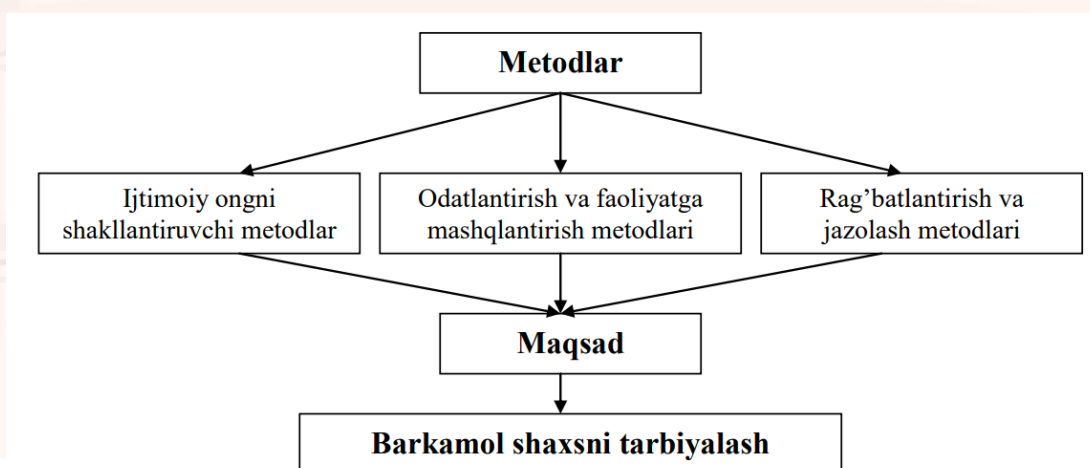 Metodlar
Ijtimoiy ongni
shakllantiruvchi metodlar
Odatlantirish va faoliyatga
mashqlantirish metodlari
Rag’batlantirish va
jazolash metodlari
Maqsad
Barkamol shaxsni tarbiyalash